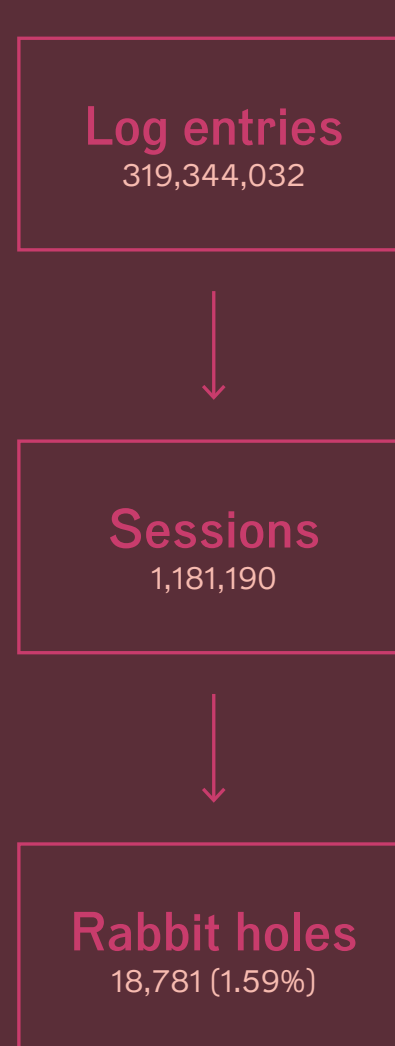 Log entries
319,344,032
Sessions
1,181,190
Rabbit holes
18,781 (1.59%)